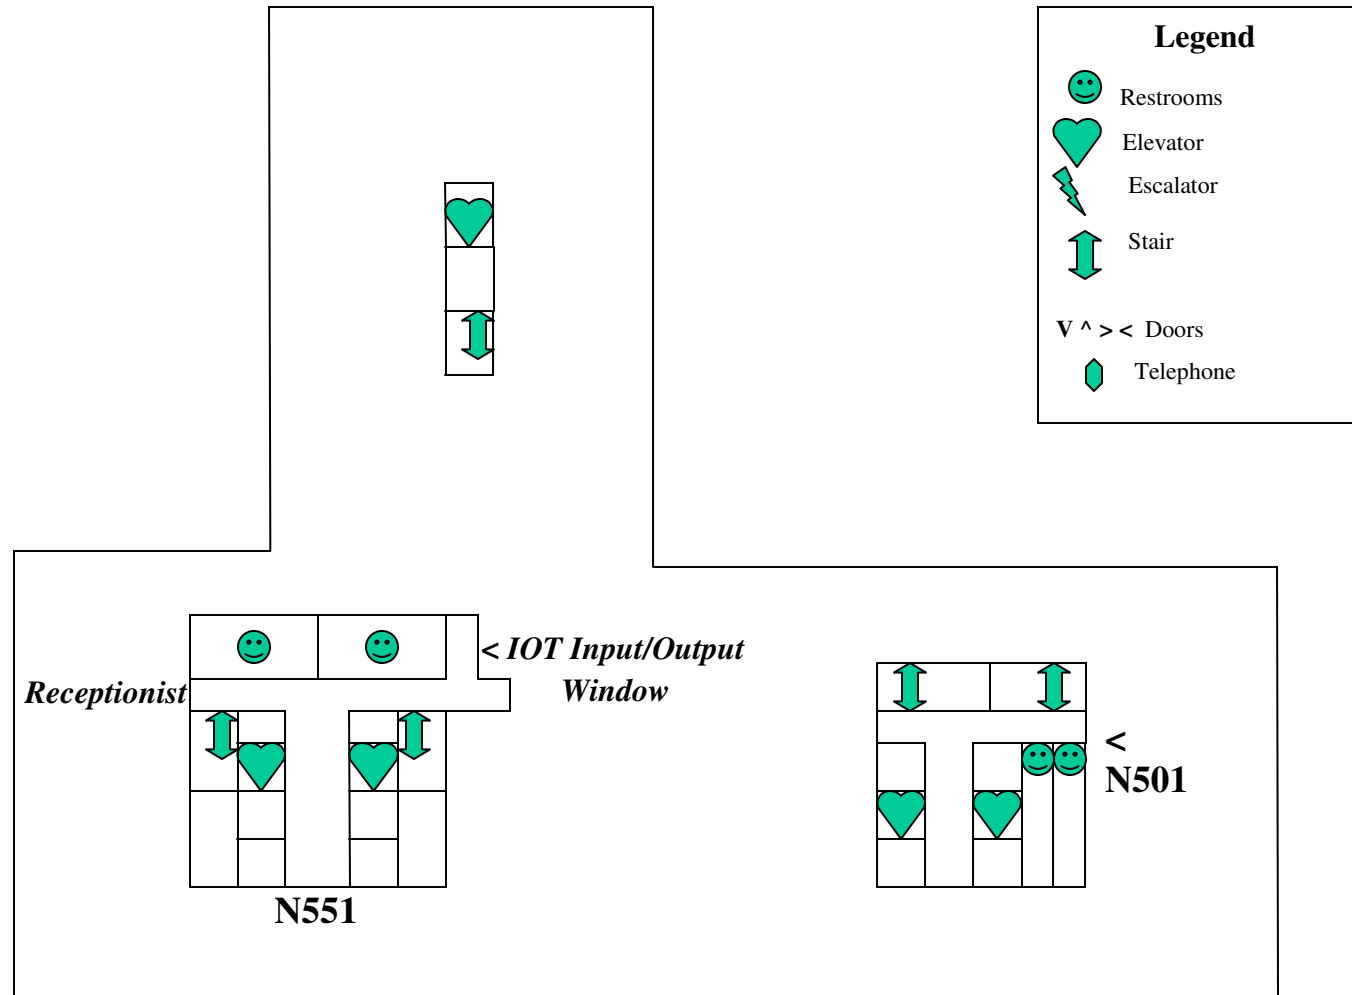 Legend
Restrooms
Elevator
Escalator
Stair
V ^ > < Doors
Telephone
< IOT Input/Output
Window
Receptionist
<
N501
N551